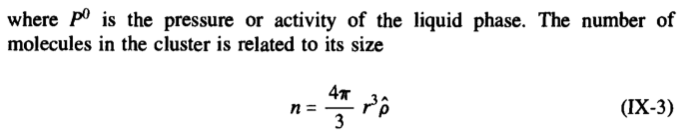 where P⁰ is the pressure or activity of the liquid phase. The number of
molecules in the cluster is related to its size
n = 4π/3 r³ρ̂ (IX-3)